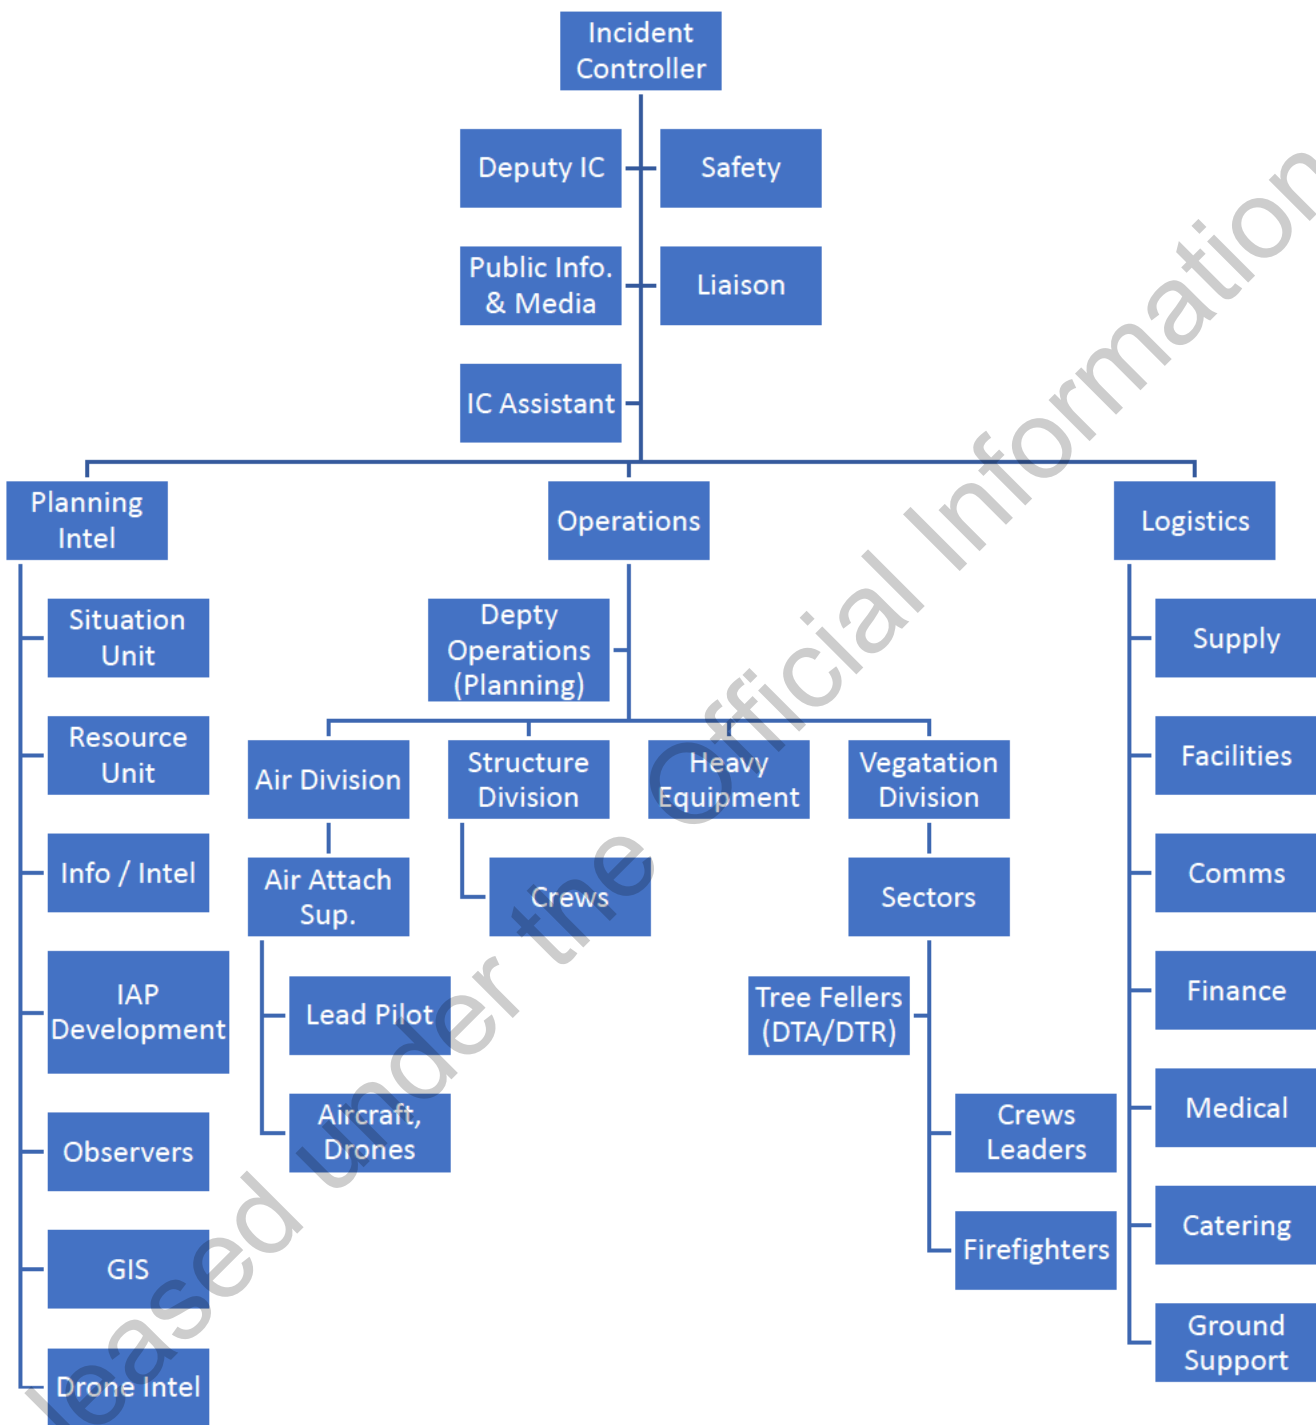 Incident
Controller
Deputy IC
Safety
Public Info.
& Media
Liaison
IC Assistant
Planning
Intel
Operations
Logistics
Situation
Unit
Resource
Unit
Info / Intel
IAP
Development
Observers
GIS
Drone Intel
Depty
Operations
(Planning)
Air Division
Structure
Division
Heavy
Equipment
Vegatation
Division
Air Attach
Sup.
Crews
Sectors
Lead Pilot
Aircraft,
Drones
Tree Fellers
(DTA/DTR)
Crews
Leaders
Firefighters
Supply
Facilities
Comms
Finance
Medical
Catering
Ground
Support
leased under the Official Information